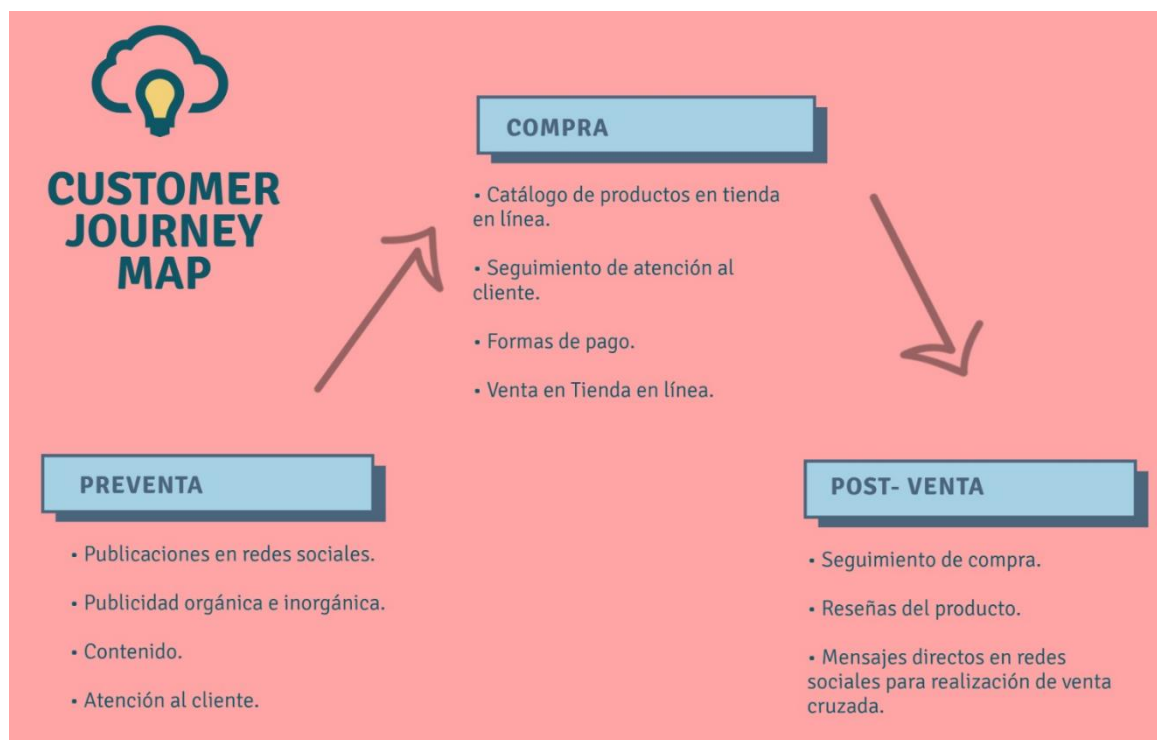 CUSTOMER
JOURNEY
MAP
PREVENTA
• Publicaciones en redes sociales.
• Publicidad orgánica e inorgánica.
• Contenido.
• Atención al cliente.
COMPRA
• Catálogo de productos en tienda
en línea.
• Seguimiento de atención al
cliente.
• Formas de pago.
• Venta en Tienda en línea.
POST- VENTA
• Seguimiento de compra.
• Reseñas del producto.
• Mensajes directos en redes
sociales para realización de venta
cruzada.